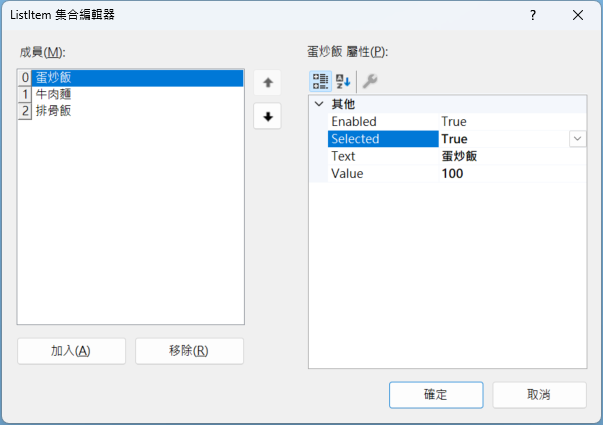 ListItem 集合編輯器
?
成員(M):
0 蛋炒飯
1 牛肉麵
2 排骨飯
加入(A)
移除(R)
蛋炒飯 屬性(P):
其他
Enabled True
Selected True
Text 蛋炒飯
Value 100
確定
取消